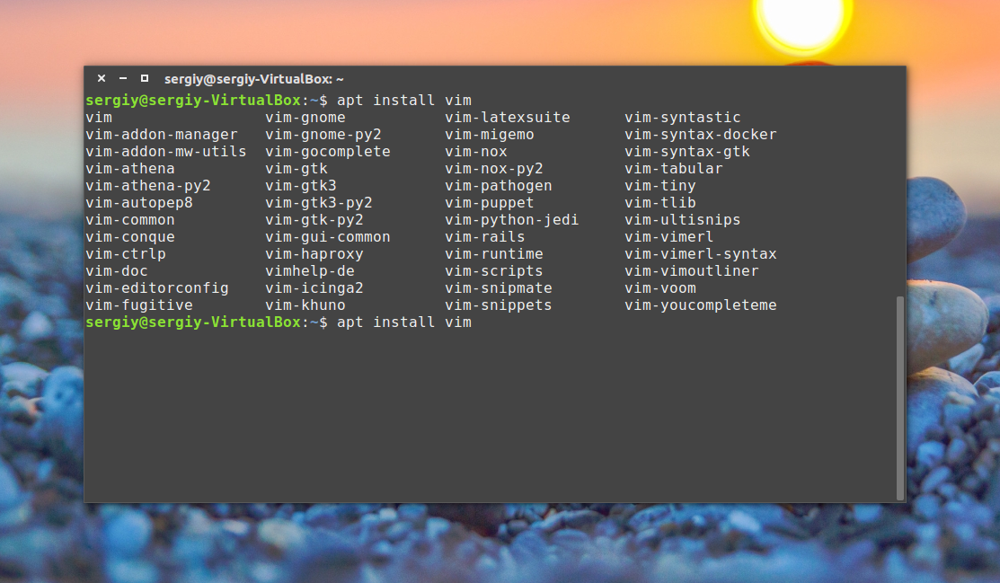 sergiy@sergiy-VirtualBox: ~
sergiy@sergiy-VirtualBox:~$ apt install vim
vim vim-gnome vim-latexsuite vim-syntastic
vim-addon-manager vim-gnome-py2 vim-migemo vim-syntax-docker
vim-addon-mw-utils vim-gocomplete vim-nox vim-syntax-gtk
vim-athena vim-gtk vim-nox-py2 vim-tabular
vim-athena-py2 vim-gtk3 vim-pathogen vim-tiny
vim-autopep8 vim-gtk3-py2 vim-puppet vim-tlib
vim-common vim-gtk-py2 vim-python-jedi vim-ultisnips
vim-conque vim-gui-common vim-rails vim-vimerl
vim-ctrlp vim-haproxy vim-runtime vim-vimerl-syntax
vim-doc vimhelp-de vim-scripts vim-vimoutliner
vim-editorconfig vim-icinga2 vim-snipmate vim-voom
vim-fugitive vim-khuno vim-snippets vim-youcompleteme
sergiy@sergiy-VirtualBox:~$ apt install vim